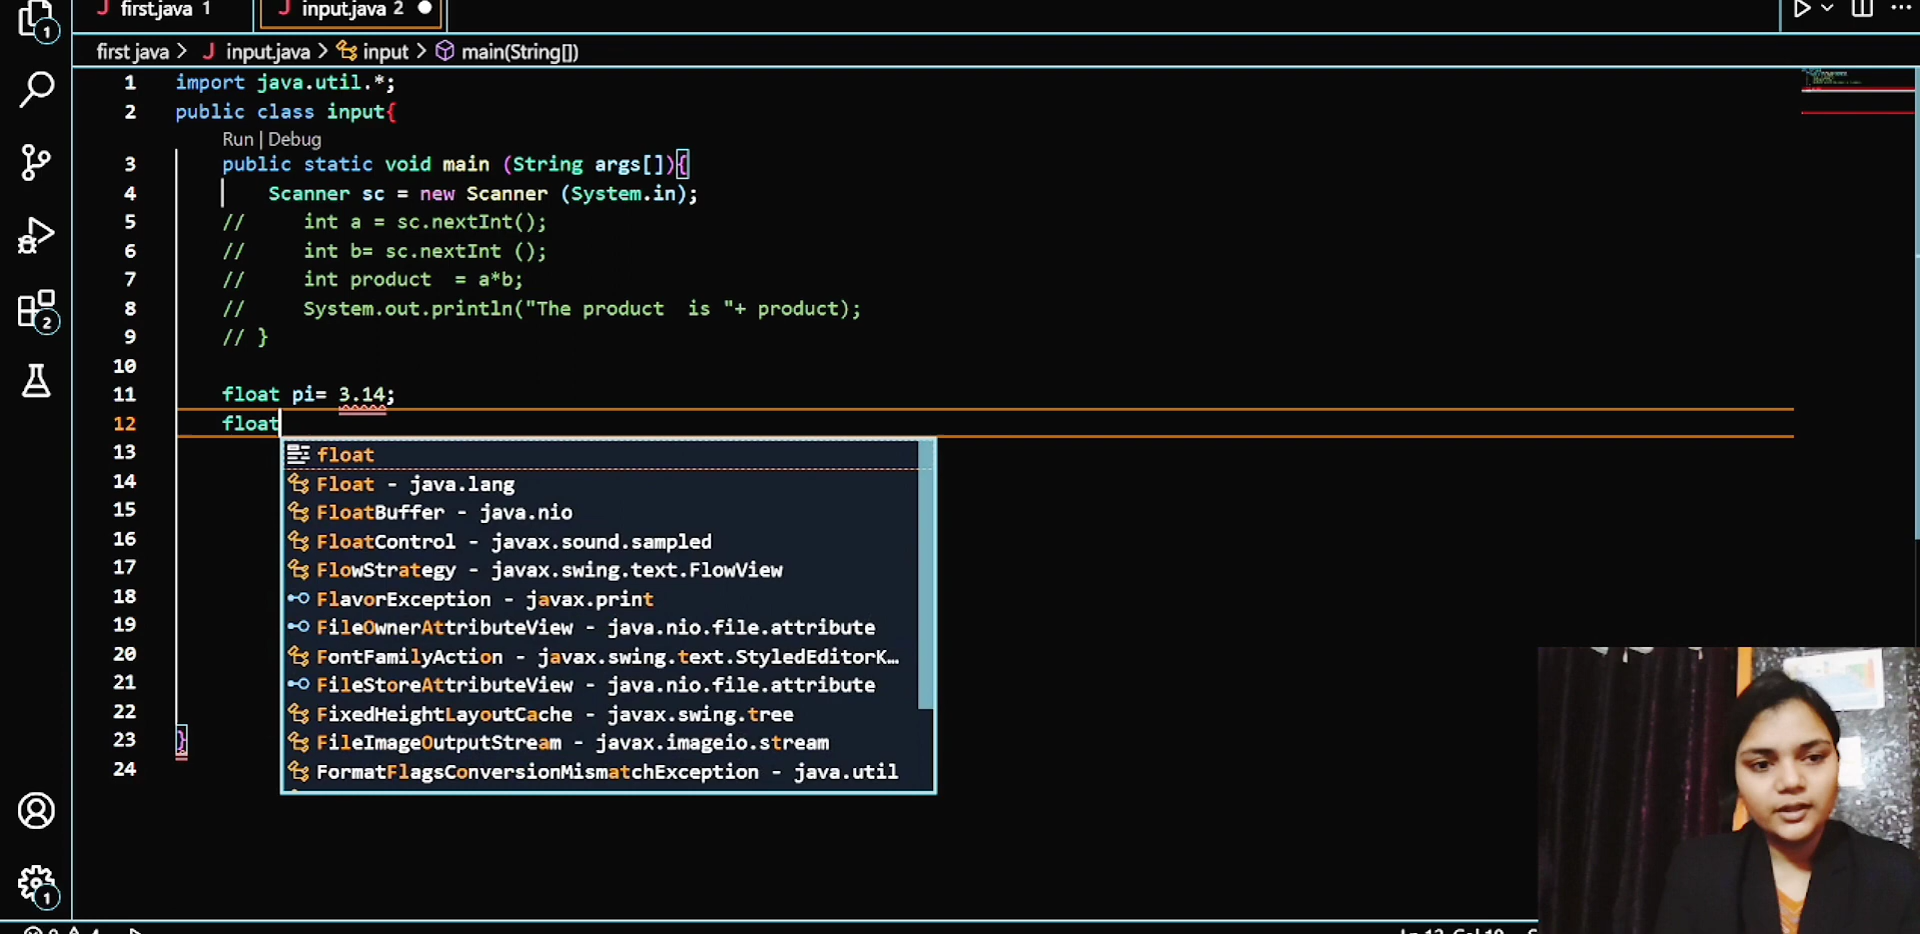 first.java 1
input.java 2
first.java > J input.java > input > main(String[])
1 import java.util.*;
2 public class input{
Run | Debug
3 public static void main (String args[]){
4 Scanner sc = new Scanner (System.in);
5 // int a = sc.nextInt();
6 // int b= sc.nextInt ();
7 // int product  = a*b;
8 // System.out.println("The product  is "+ product);
9 // }
10
11 float pi= 3.14;
12 float
13
14
15
16
17
18
19
20
21
22
23 }
24
float
Float - java.lang
FloatBuffer - java.nio
FloatControl - javax.sound.sampled
FlowStrategy - javax.swing.text.FlowView
FlavorException - javax.print
FileOwnerAttributeView - java.nio.file.attribute
FontFamilyAction - javax.swing.text.StyledEditorK…
FileStoreAttributeView - java.nio.file.attribute
FixedHeightLayoutCache - javax.swing.tree
FileImageOutputStream - javax.imageio.stream
FormatFlagsConversionMismatchException - java.util
1
2
1